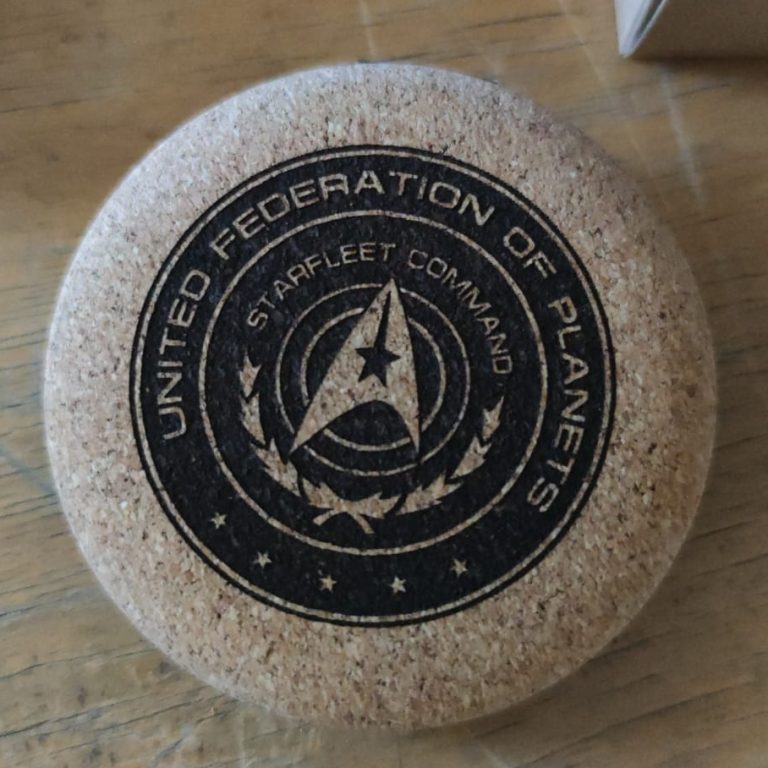 UNITED FEDERATION OF PLANETS
STARFLEET COMMAND